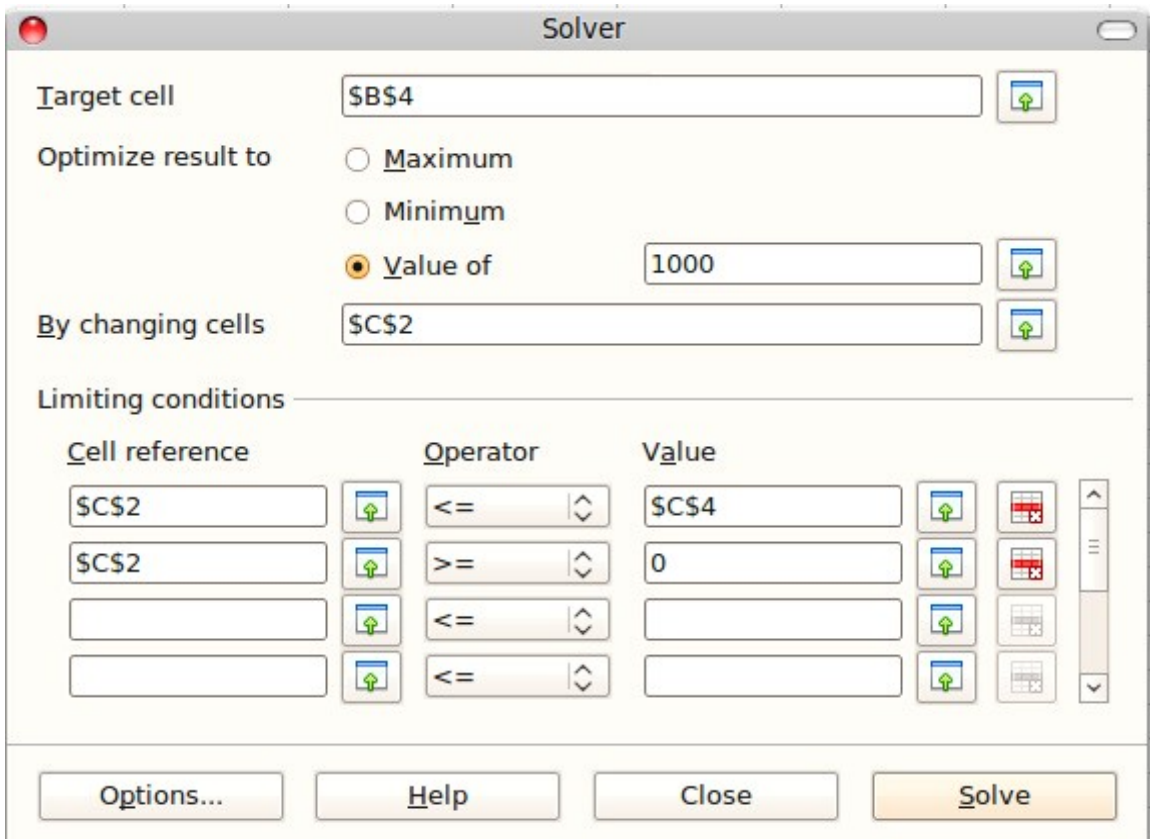 Solver
Target cell $B$4
Optimize result to Maximum
Minimum
Value of 1000
By changing cells $C$2
Limiting conditions
Cell reference Operator Value
$C$2 <= $C$4
$C$2 >= 0
<=
<=
Options... Help Close Solve